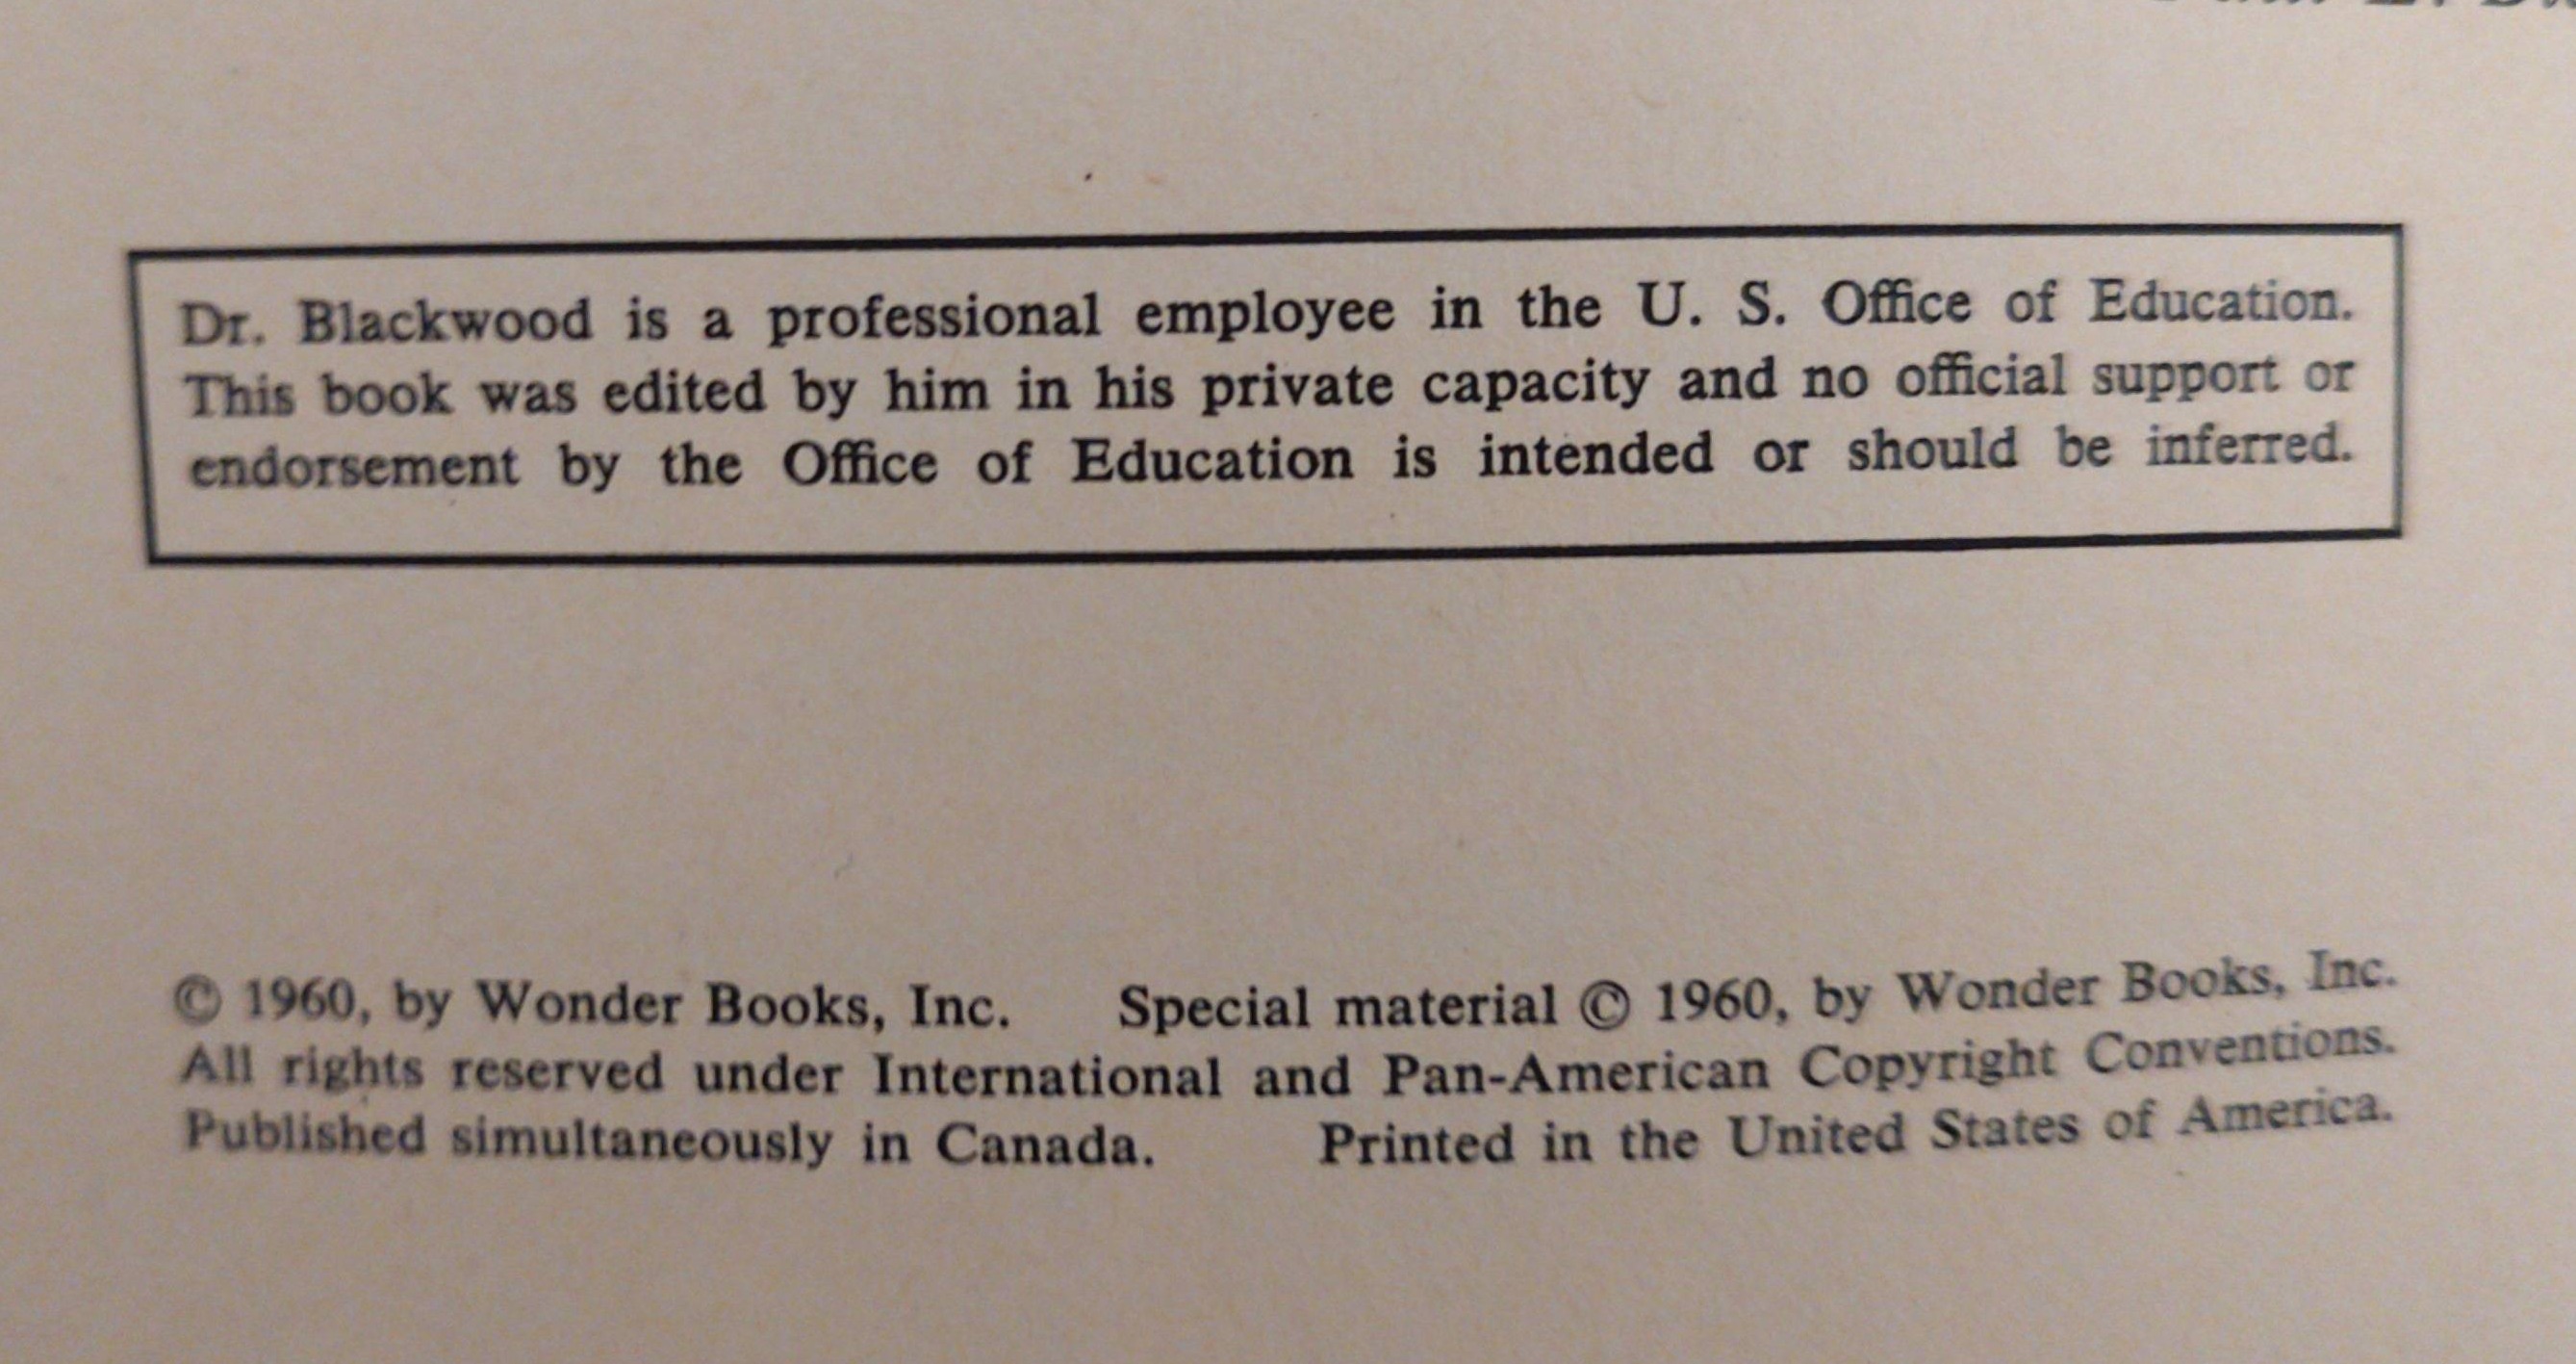 Dr. Blackwood is a professional employee in the U. S. Office of Education.
This book was edited by him in his private capacity and no official support or
endorsement by the Office of Education is intended or should be inferred.
© 1960, by Wonder Books, Inc. Special material © 1960, by Wonder Books, Inc.
All rights reserved under International and Pan-American Copyright Conventions.
Published simultaneously in Canada. Printed in the United States of America.